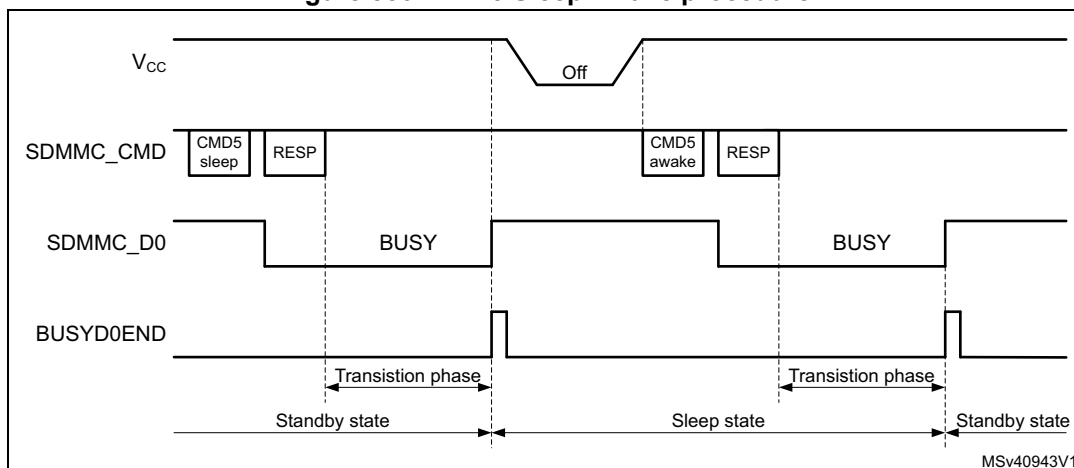 V_CC
Off
SDMMC_CMD
CMD5 sleep
RESP
CMD5 awake
RESP
SDMMC_D0
BUSY
BUSY
BUSYD0END
Transistion phase
Transistion phase
Standby state
Sleep state
Standby state
MSv40943V1